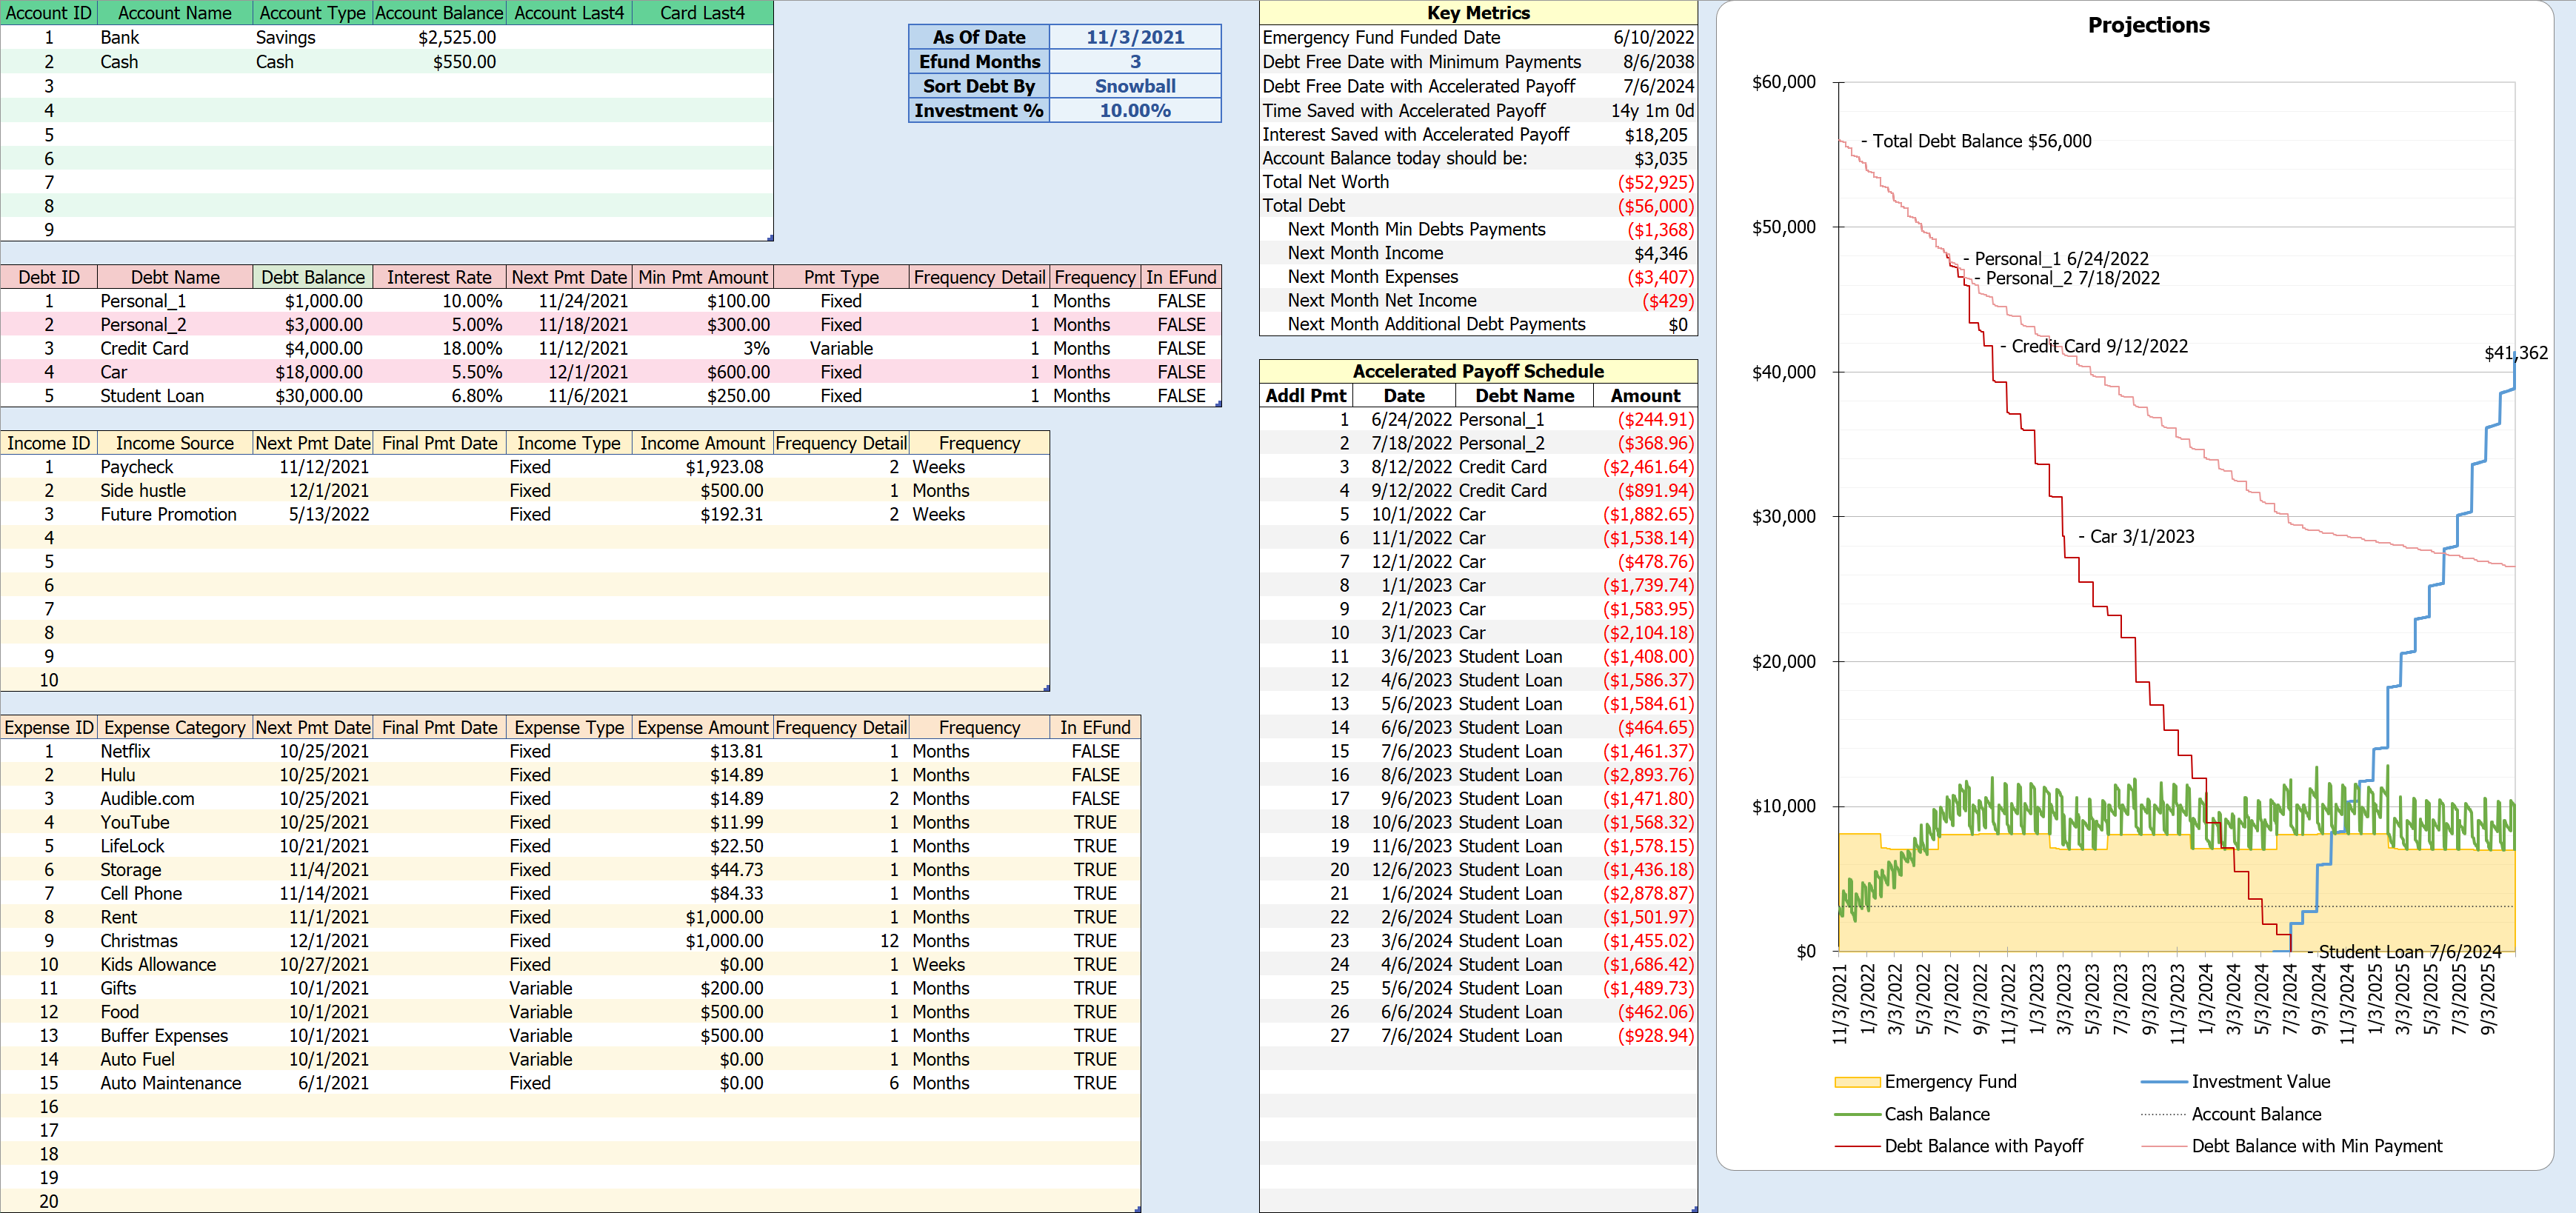 Account ID Account Name Account Type Account Balance Account Last4 Card Last4
1 Bank Savings $2,525.00
2 Cash Cash $550.00
3
4
5
6
7
8
9
As Of Date 11/3/2021
Efund Months 3
Sort Debt By Snowball
Investment % 10.00%
Debt ID Debt Name Debt Balance Interest Rate Next Pmt Date Min Pmt Amount Pmt Type Frequency Detail Frequency In EFund
1 Personal_1 $1,000.00 10.00% 11/24/2021 $100.00 Fixed 1 Months FALSE
2 Personal_2 $3,000.00 5.00% 11/18/2021 $300.00 Fixed 1 Months FALSE
3 Credit Card $4,000.00 18.00% 11/12/2021 3% Variable 1 Months FALSE
4 Car $18,000.00 5.50% 12/1/2021 $600.00 Fixed 1 Months FALSE
5 Student Loan $30,000.00 6.80% 11/6/2021 $250.00 Fixed 1 Months FALSE
Income ID Income Source Next Pmt Date Final Pmt Date Income Type Income Amount Frequency Detail Frequency
1 Paycheck 11/12/2021 Fixed $1,923.08 2 Weeks
2 Side hustle 12/1/2021 Fixed $500.00 1 Months
3 Future Promotion 5/13/2022 Fixed $192.31 2 Weeks
4
5
6
7
8
9
10
Expense ID Expense Category Next Pmt Date Final Pmt Date Expense Type Expense Amount Frequency Detail Frequency In EFund
1 Netflix 10/25/2021 Fixed $13.81 1 Months FALSE
2 Hulu 10/25/2021 Fixed $14.89 1 Months FALSE
3 Audible.com 10/25/2021 Fixed $14.89 2 Months FALSE
4 YouTube 10/25/2021 Fixed $11.99 1 Months TRUE
5 LifeLock 10/21/2021 Fixed $22.50 1 Months TRUE
6 Storage 11/4/2021 Fixed $44.73 1 Months TRUE
7 Cell Phone 11/14/2021 Fixed $84.33 1 Months TRUE
8 Rent 11/1/2021 Fixed $1,000.00 1 Months TRUE
9 Christmas 12/1/2021 Fixed $1,000.00 12 Months TRUE
10 Kids Allowance 10/27/2021 Fixed $0.00 1 Weeks TRUE
11 Gifts 10/1/2021 Variable $200.00 1 Months TRUE
12 Food 10/1/2021 Variable $500.00 1 Months TRUE
13 Buffer Expenses 10/1/2021 Variable $500.00 1 Months TRUE
14 Auto Fuel 10/1/2021 Variable $0.00 1 Months TRUE
15 Auto Maintenance 6/1/2021 Fixed $0.00 6 Months TRUE
16
17
18
19
20
Key Metrics
Emergency Fund Funded Date 6/10/2022
Debt Free Date with Minimum Payments 8/6/2038
Debt Free Date with Accelerated Payoff 7/6/2024
Time Saved with Accelerated Payoff 14y 1m 0d
Interest Saved with Accelerated Payoff $18,205
Account Balance today should be: $3,035
Total Net Worth ($52,925)
Total Debt ($56,000)
Next Month Min Debts Payments ($1,368)
Next Month Income $4,346
Next Month Expenses ($3,407)
Next Month Net Income ($429)
Next Month Additional Debt Payments $0
Accelerated Payoff Schedule
Addl Pmt Date Debt Name Amount
1 6/24/2022 Personal_1 ($244.91)
2 7/18/2022 Personal_2 ($368.96)
3 8/12/2022 Credit Card ($2,461.64)
4 9/12/2022 Credit Card ($891.94)
5 10/1/2022 Car ($1,882.65)
6 11/1/2022 Car ($1,538.14)
7 12/1/2022 Car ($478.76)
8 1/1/2023 Car ($1,739.74)
9 2/1/2023 Car ($1,583.95)
10 3/1/2023 Car ($2,104.18)
11 3/6/2023 Student Loan ($1,408.00)
12 4/6/2023 Student Loan ($1,586.37)
13 5/6/2023 Student Loan ($1,584.61)
14 6/6/2023 Student Loan ($464.65)
15 7/6/2023 Student Loan ($1,461.37)
16 8/6/2023 Student Loan ($2,893.76)
17 9/6/2023 Student Loan ($1,471.80)
18 10/6/2023 Student Loan ($1,568.32)
19 11/6/2023 Student Loan ($1,578.15)
20 12/6/2023 Student Loan ($1,436.18)
21 1/6/2024 Student Loan ($2,878.87)
22 2/6/2024 Student Loan ($1,501.97)
23 3/6/2024 Student Loan ($1,455.02)
24 4/6/2024 Student Loan ($1,686.42)
25 5/6/2024 Student Loan ($1,489.73)
26 6/6/2024 Student Loan ($462.06)
27 7/6/2024 Student Loan ($928.94)
Projections
$60,000
- Total Debt Balance $56,000
$50,000
- Personal_1 6/24/2022
- Personal_2 7/18/2022
- Credit Card 9/12/2022
$41,362
$40,000
$30,000
- Car 3/1/2023
$20,000
$10,000
$0
- Student Loan 7/6/2024
11/3/2021 1/3/2022 3/3/2022 5/3/2022 7/3/2022 9/3/2022 11/3/2022 1/3/2023 3/3/2023 5/3/2023 7/3/2023 9/3/2023 11/3/2023 1/3/2024 3/3/2024 5/3/2024 7/3/2024 9/3/2024 11/3/2024 1/3/2025 3/3/2025 5/3/2025 7/3/2025 9/3/2025
Emergency Fund Investment Value
Cash Balance Account Balance
Debt Balance with Payoff Debt Balance with Min Payment